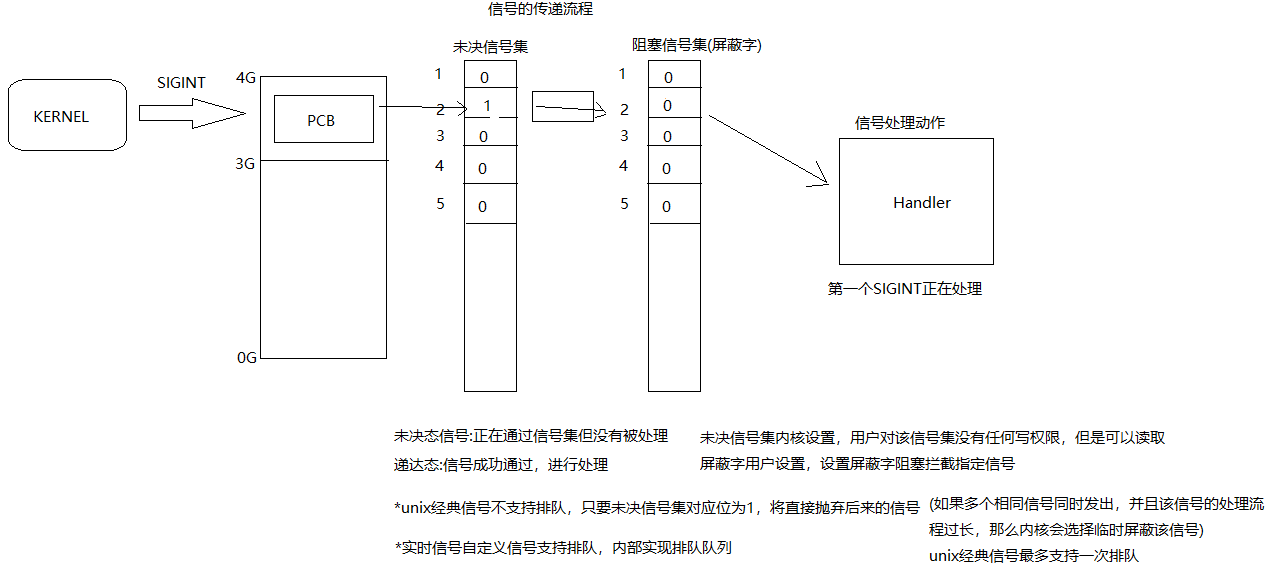 信号的传递流程
未决信号集
阻塞信号集(屏蔽字)
KERNEL
SIGINT
4G
PCB
3G
0G
1 0
2 1
3 0
4 0
5 0
1 0
2 0
3 0
4 0
5 0
信号处理动作
Handler
第一个SIGINT正在处理
未决态信号:正在通过信号集但没有被处理
递达态:信号成功通过，进行处理
未决信号集内核设置，用户对该信号集没有任何写权限，但是可以读取
屏蔽字用户设置，设置屏蔽字阻塞拦截指定信号
*unix经典信号不支持排队，只要未决信号集对应位为1，将直接抛弃后来的信号
*实时信号自定义信号支持排队，内部实现排队队列
(如果多个相同信号同时发出，并且该信号的处理流
程过长，那么内核会选择临时屏蔽该信号)
unix经典信号最多支持一次排队